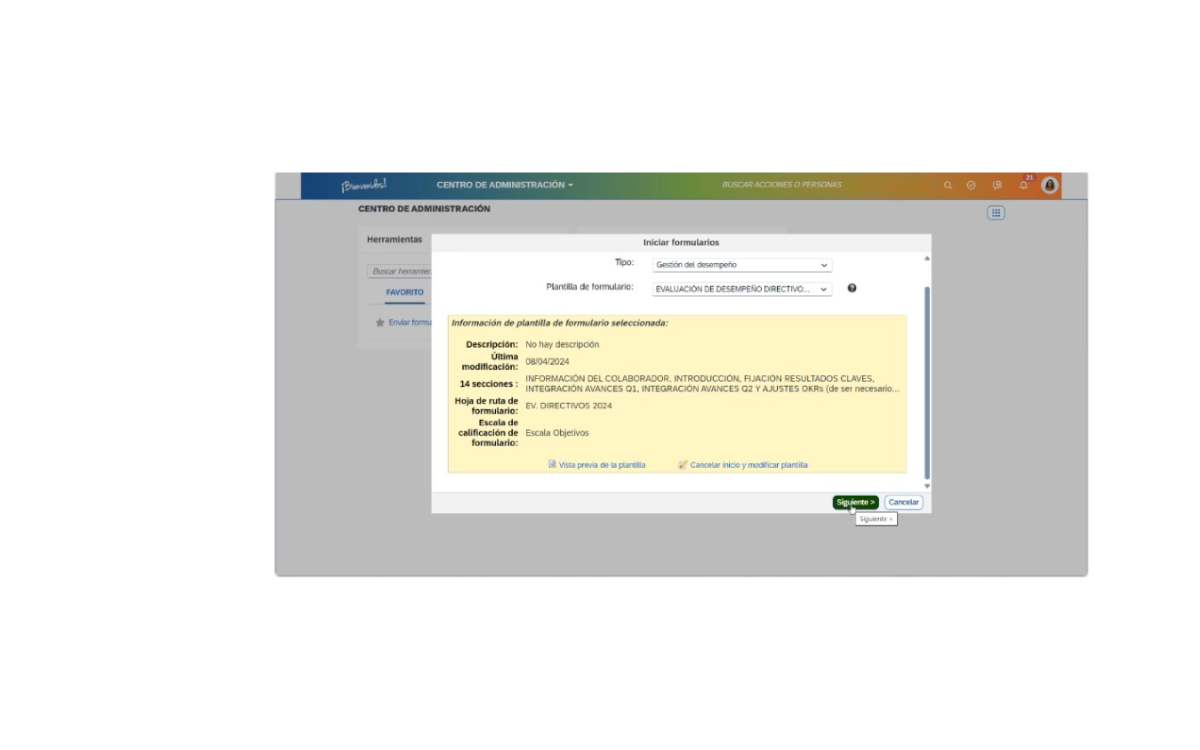 ¡Bienvenidos!
CENTRO DE ADMINISTRACIÓN
BUSCAR ACCIONES O PERSONAS
21
CENTRO DE ADMINISTRACIÓN
Herramientas
Iniciar formularios
Tipo:
Gestión del desempeño
Buscar herramien
Plantilla de formulario:
EVALUACIÓN DE DESEMPEÑO DIRECTIVO...
FAVORITO
Enviar formu
Información de plantilla de formulario seleccionada:
Descripción: No hay descripción
Última modificación: 08/04/2024
14 secciones : INFORMACIÓN DEL COLABORADOR, INTRODUCCIÓN, FIJACIÓN RESULTADOS CLAVES,
INTEGRACIÓN AVANCES Q1, INTEGRACIÓN AVANCES Q2 Y AJUSTES OKRs (de ser necesario...
Hoja de ruta de formulario: EV. DIRECTIVOS 2024
Escala de calificación de formulario: Escala Objetivos
Vista previa de la plantilla
Cancelar inicio y modificar plantilla
Siguiente >
Cancelar
Siguiente >